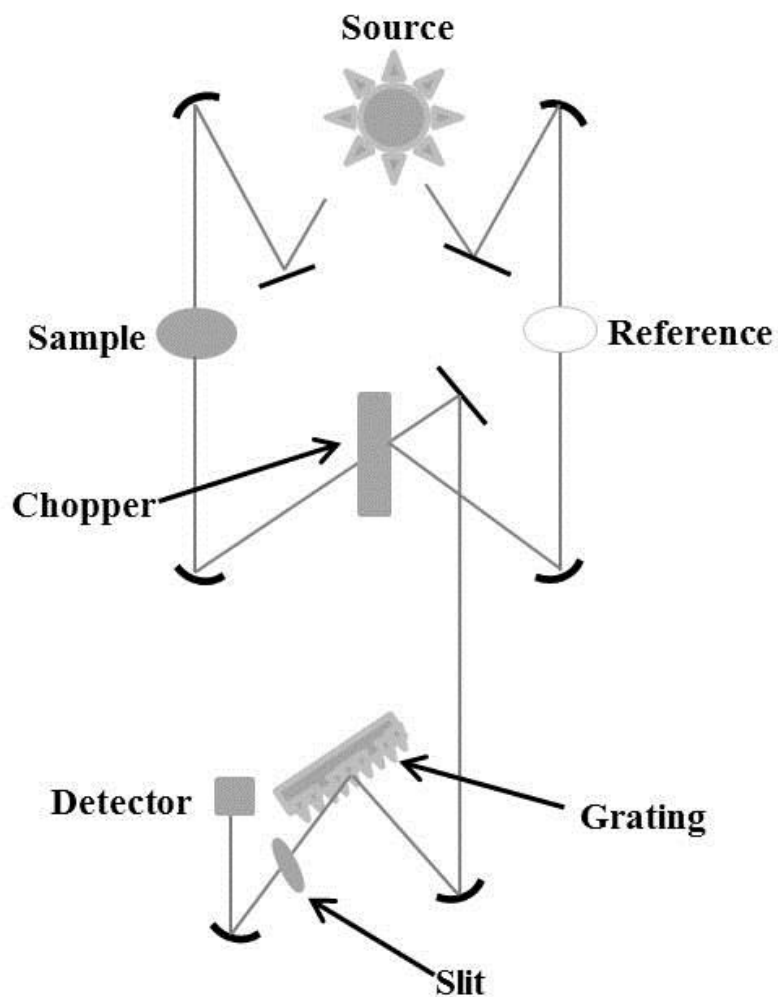 Source
Sample
Reference
Chopper
Detector
Grating
Slit